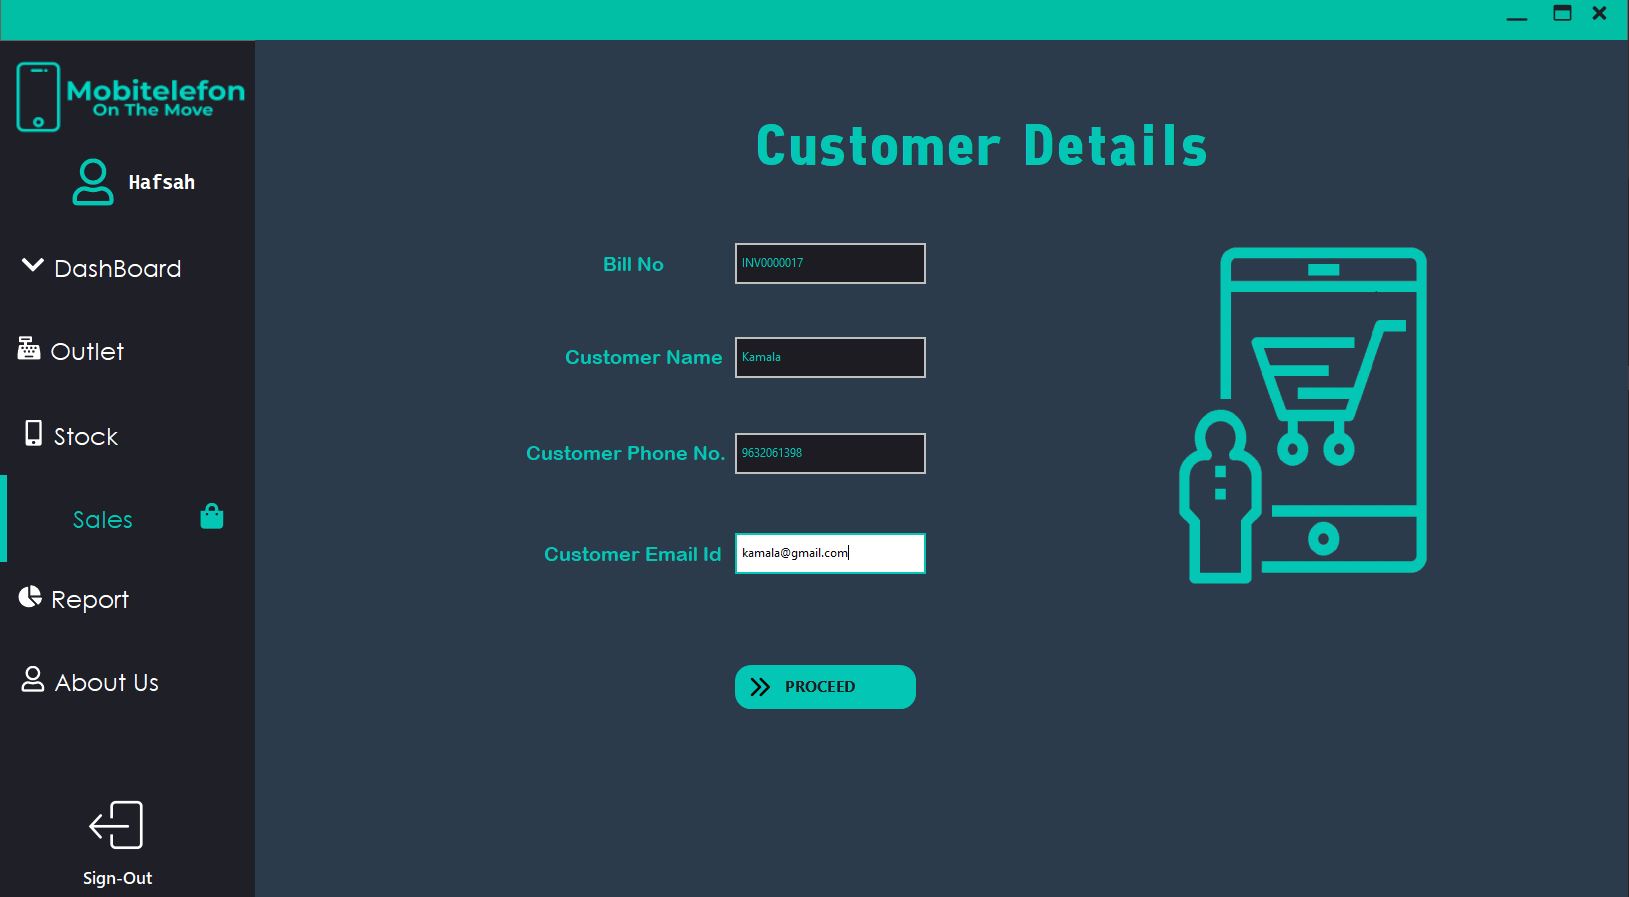 Mobitelefon
On The Move
Hafsah
DashBoard
Outlet
Stock
Sales
Report
About Us
Sign-Out
Customer Details
Bill No
INV0000017
Customer Name
Kamala
Customer Phone No.
9632061398
Customer Email Id
kamala@gmail.com
PROCEED